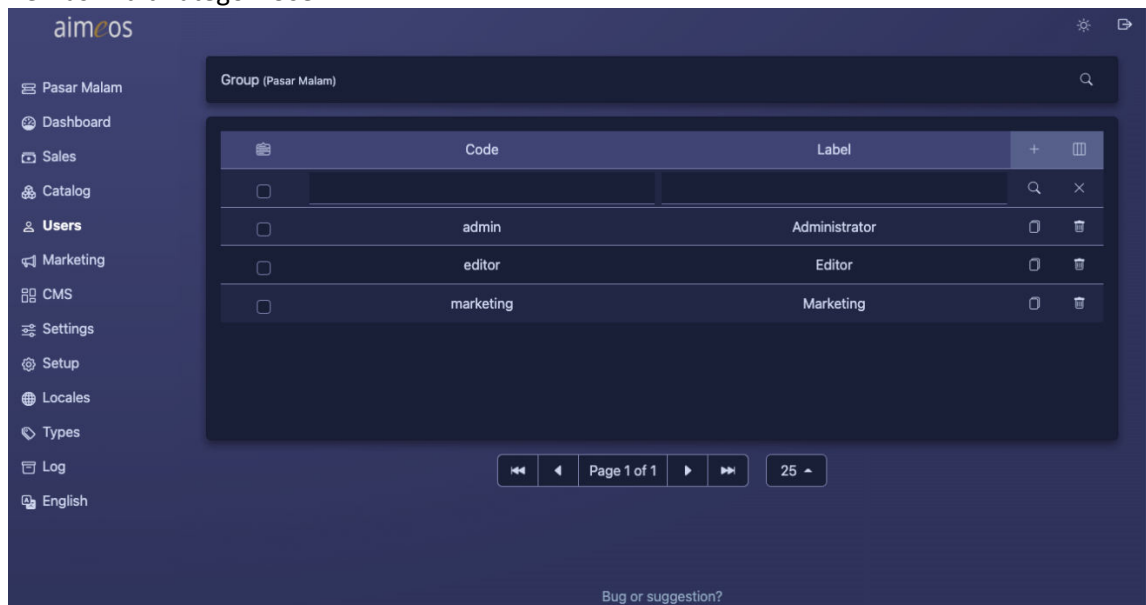 aimeos
Pasar Malam
Dashboard
Sales
Catalog
Users
Marketing
CMS
Settings
Setup
Locales
Types
Log
English
Group (Pasar Malam)
Code Label
admin Administrator
editor Editor
marketing Marketing
Page 1 of 1 25
Bug or suggestion?